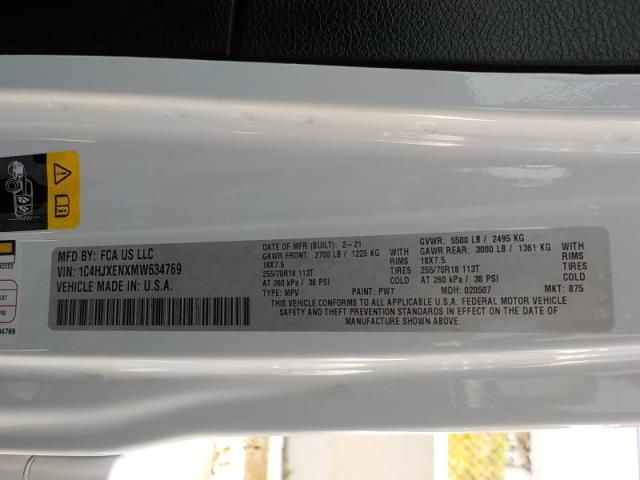 MFD BY: FCA US LLC
VIN: 1C4HJXENXMW634769
VEHICLE MADE IN: U.S.A.
DATE OF MFR (BUILT): 2-21
GAWR FRONT: 2700 LB / 1225 KG WITH
18X7.5 RIMS
255/70R18 113T TIRES
AT 260 kPa / 38 PSI COLD
TYPE: MPV PAINT: PW7
GVWR: 5500 LB / 2495 KG
GAWR REAR: 3000 LB / 1361 KG WITH
18X7.5 RIMS
255/70R18 113T TIRES
AT 260 kPa / 38 PSI COLD
MDH: 020507 MKT: 875
THIS VEHICLE CONFORMS TO ALL APPLICABLE U.S.A. FEDERAL MOTOR VEHICLE
SAFETY AND THEFT PREVENTION STANDARDS IN EFFECT ON THE DATE OF
MANUFACTURE SHOWN ABOVE.
34769